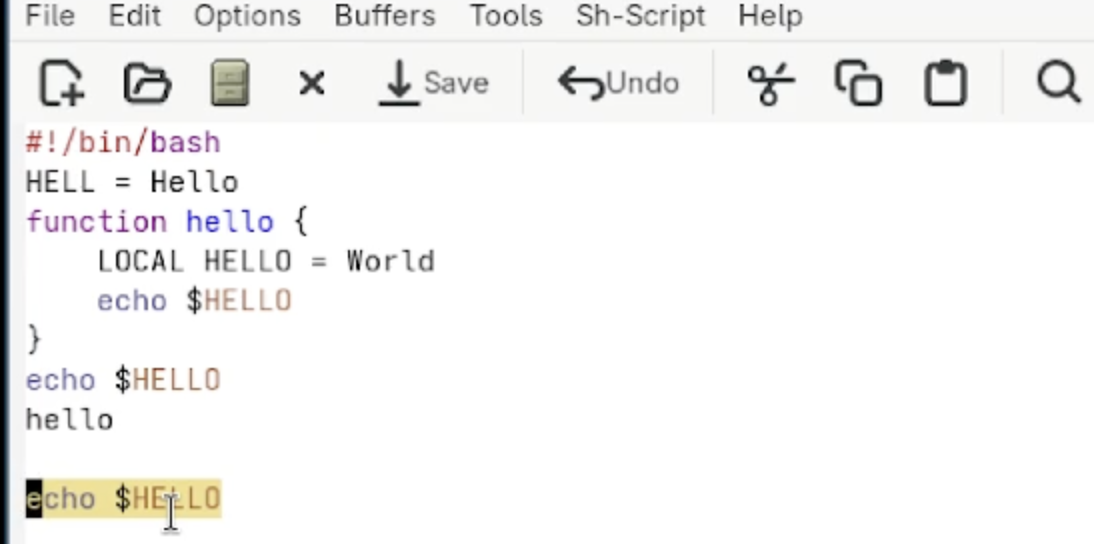 File Edit Options Buffers Tools Sh-Script Help
Save Undo
#!/bin/bash
HELL = Hello
function hello {
    LOCAL HELLO = World
    echo $HELLO
}
echo $HELLO
hello
echo $HELLO